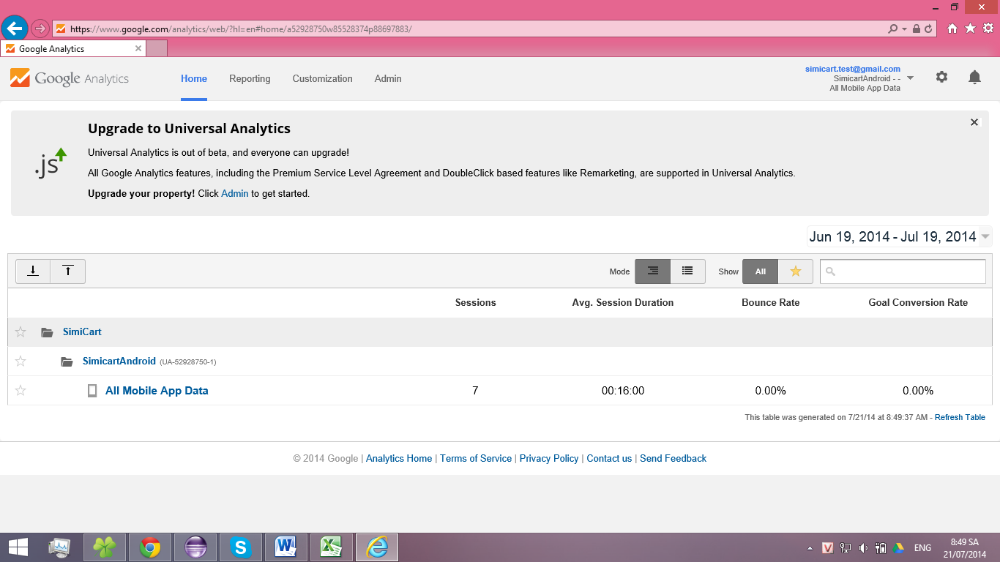 https://www.google.com/analytics/web/?hl=en#home/a52928750w85528374p88697883/
Google Analytics
Google Analytics
Home Reporting Customization Admin
simicart.test@gmail.com
SimicartAndroid - -
All Mobile App Data
Upgrade to Universal Analytics
.js
Universal Analytics is out of beta, and everyone can upgrade!
All Google Analytics features, including the Premium Service Level Agreement and DoubleClick based features like Remarketing, are supported in Universal Analytics.
Upgrade your property! Click Admin to get started.
Jun 19, 2014 - Jul 19, 2014
Mode Show All
Sessions Avg. Session Duration Bounce Rate Goal Conversion Rate
SimiCart
SimicartAndroid (UA-52928750-1)
All Mobile App Data 7 00:16:00 0.00% 0.00%
This table was generated on 7/21/14 at 8:49:37 AM - Refresh Table
© 2014 Google | Analytics Home | Terms of Service | Privacy Policy | Contact us | Send Feedback
ENG
8:49 SA
21/07/2014